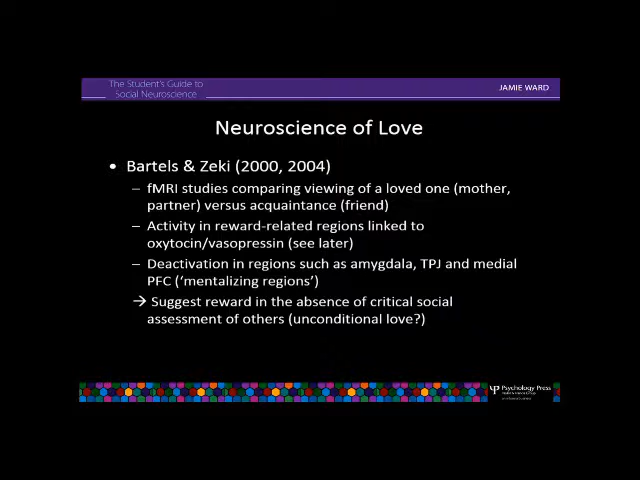 The Student's Guide to
Social Neuroscience
JAMIE WARD
Neuroscience of Love
• Bartels & Zeki (2000, 2004)
– fMRI studies comparing viewing of a loved one (mother,
partner) versus acquaintance (friend)
– Activity in reward-related regions linked to
oxytocin/vasopressin (see later)
– Deactivation in regions such as amygdala, TPJ and medial
PFC (‘mentalizing regions’)
→ Suggest reward in the absence of critical social
assessment of others (unconditional love?)
Psychology Press